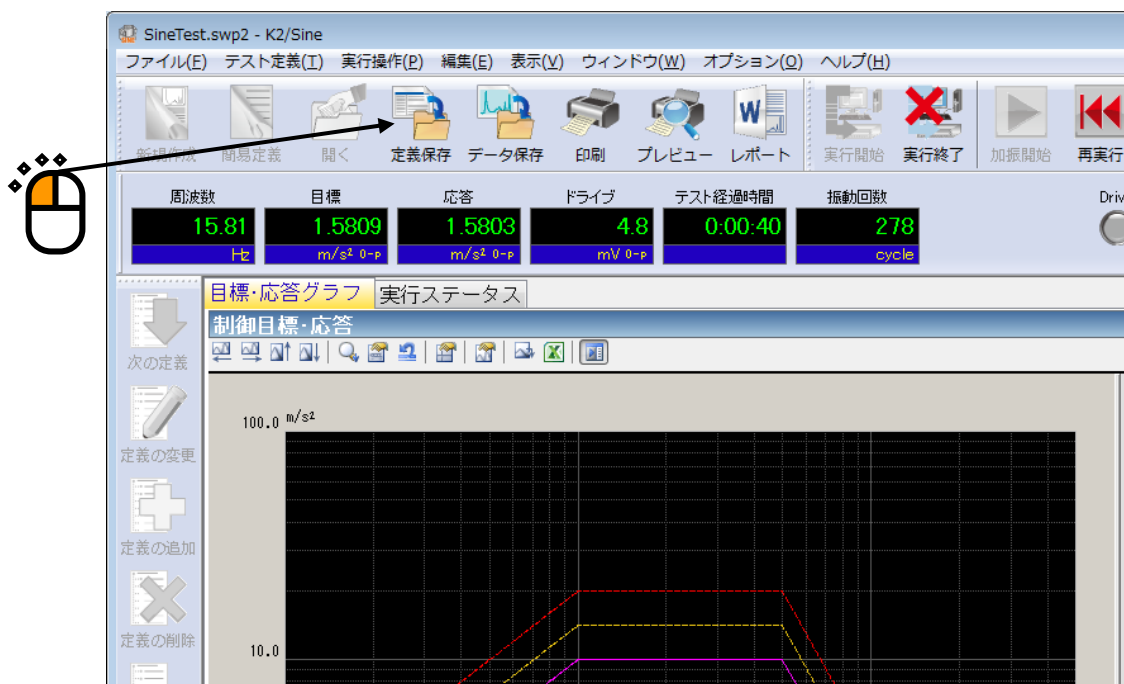 SineTest.swp2 - K2/Sine
ファイル(F) テスト定義(T) 実行操作(P) 編集(E) 表示(V) ウィンドウ(W) オプション(O) ヘルプ(H)
新規作成 簡易定義 開く 定義保存 データ保存 印刷 プレビュー レポート 実行開始 実行終了 加振開始 再実行
周波数 目標 応答 ドライブ テスト経過時間 振動回数 Driv
15.81 1.5809 1.5803 4.8 0:00:40 278
Hz m/s² 0-p m/s² 0-p mV 0-p cycle
目標・応答グラフ 実行ステータス
制御目標・応答
次の定義
100.0 m/s²
定義の変更
定義の追加
定義の削除
10.0